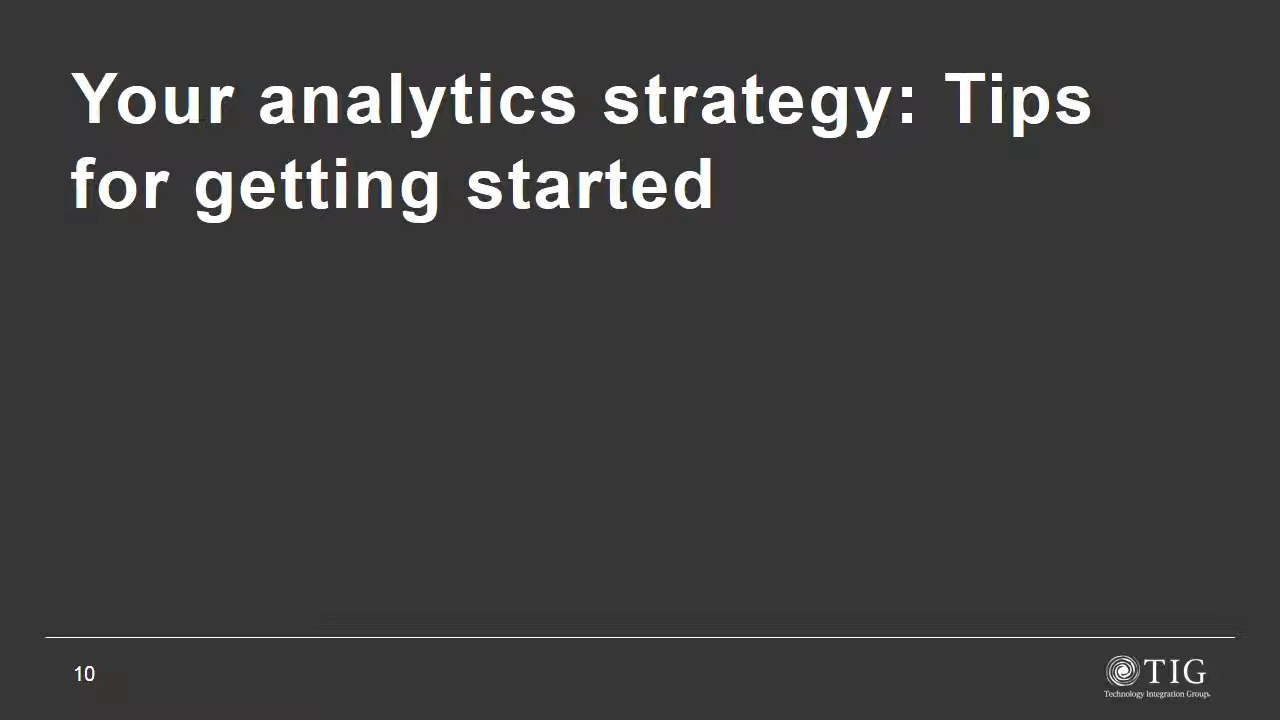 Your analytics strategy: Tips
for getting started
10
TIG
Technology Integration Group.